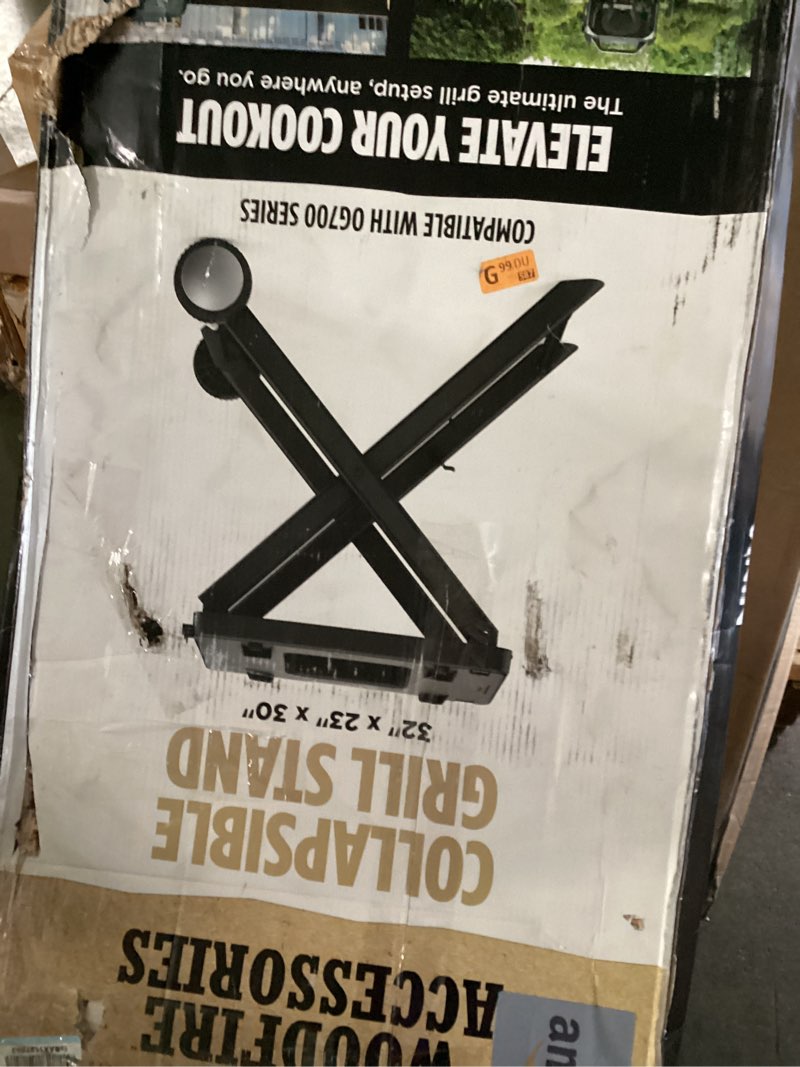 WOODFIRE
ACCESSORIES
COLLAPSIBLE
GRILL STAND
32" x 23" x 30"
G 99.00
COMPATIBLE WITH OG700 SERIES
ELEVATE YOUR COOKOUT
The ultimate grill setup, anywhere you go.
am